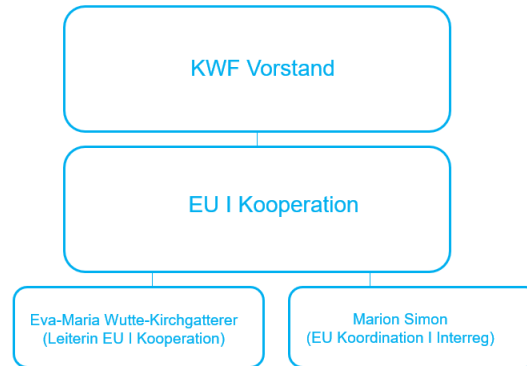 KWF Vorstand
EU I Kooperation
Eva-Maria Wutte-Kirchgatterer
(Leiterin EU I Kooperation)
Marion Simon
(EU Koordination I Interreg)